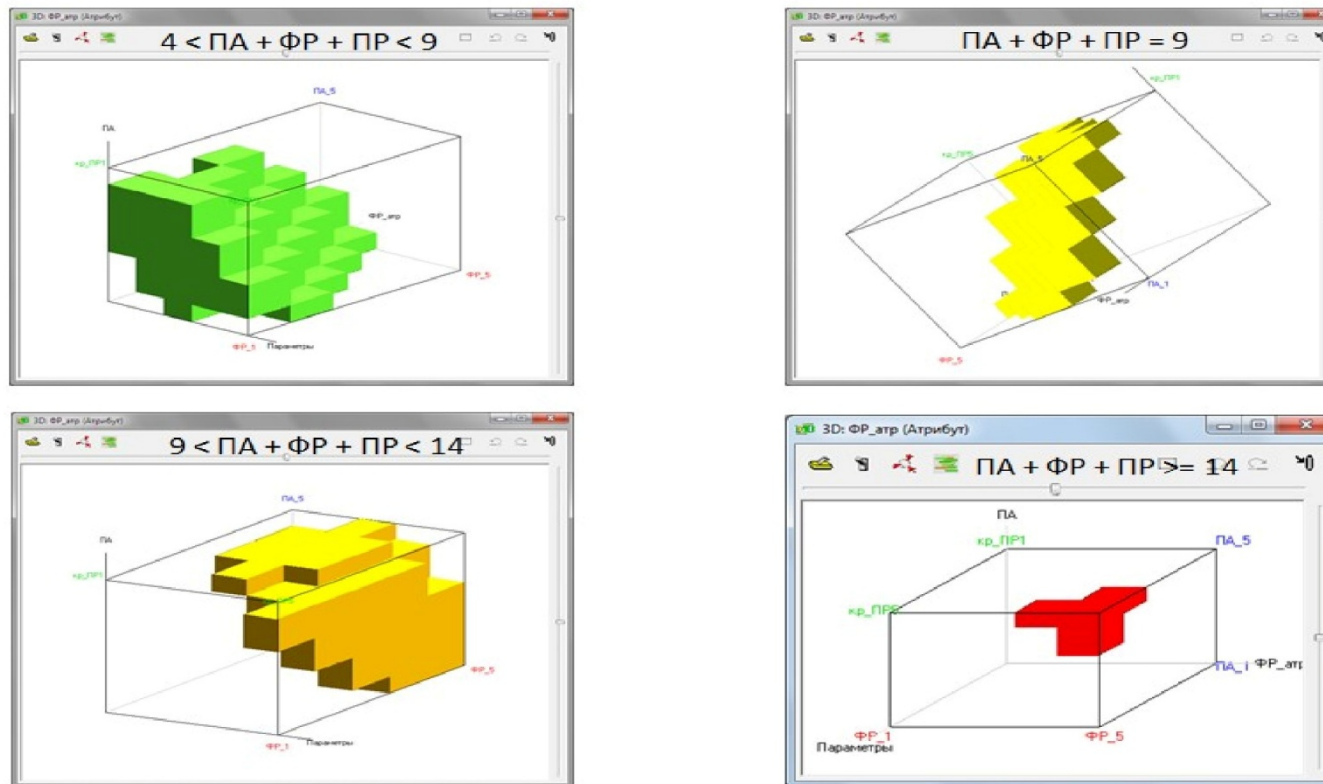 3D: ФР_атр (Атрибут)
4 < ПА + ФР + ПР < 9
ПА_5
ПА
кр_ПР1
ФР_атр
ФР_5
ФР_1
Параметры
3D: ФР_атр (Атрибут)
ПА + ФР + ПР = 9
кр_ПР1
кр_ПР5
ПА_5
ПА_1
ФР_атр
ФР_5
3D: ФР_атр (Атрибут)
9 < ПА + ФР + ПР < 14
ПА_5
ПА
кр_ПР1
ФР_5
ФР_1
Параметры
3D: ФР_атр (Атрибут)
ПА + ФР + ПР >= 14
ПА
кр_ПР1
ПА_5
кр_ПР5
ПА_1
ФР_атр
ФР_1
ФР_5
Параметры